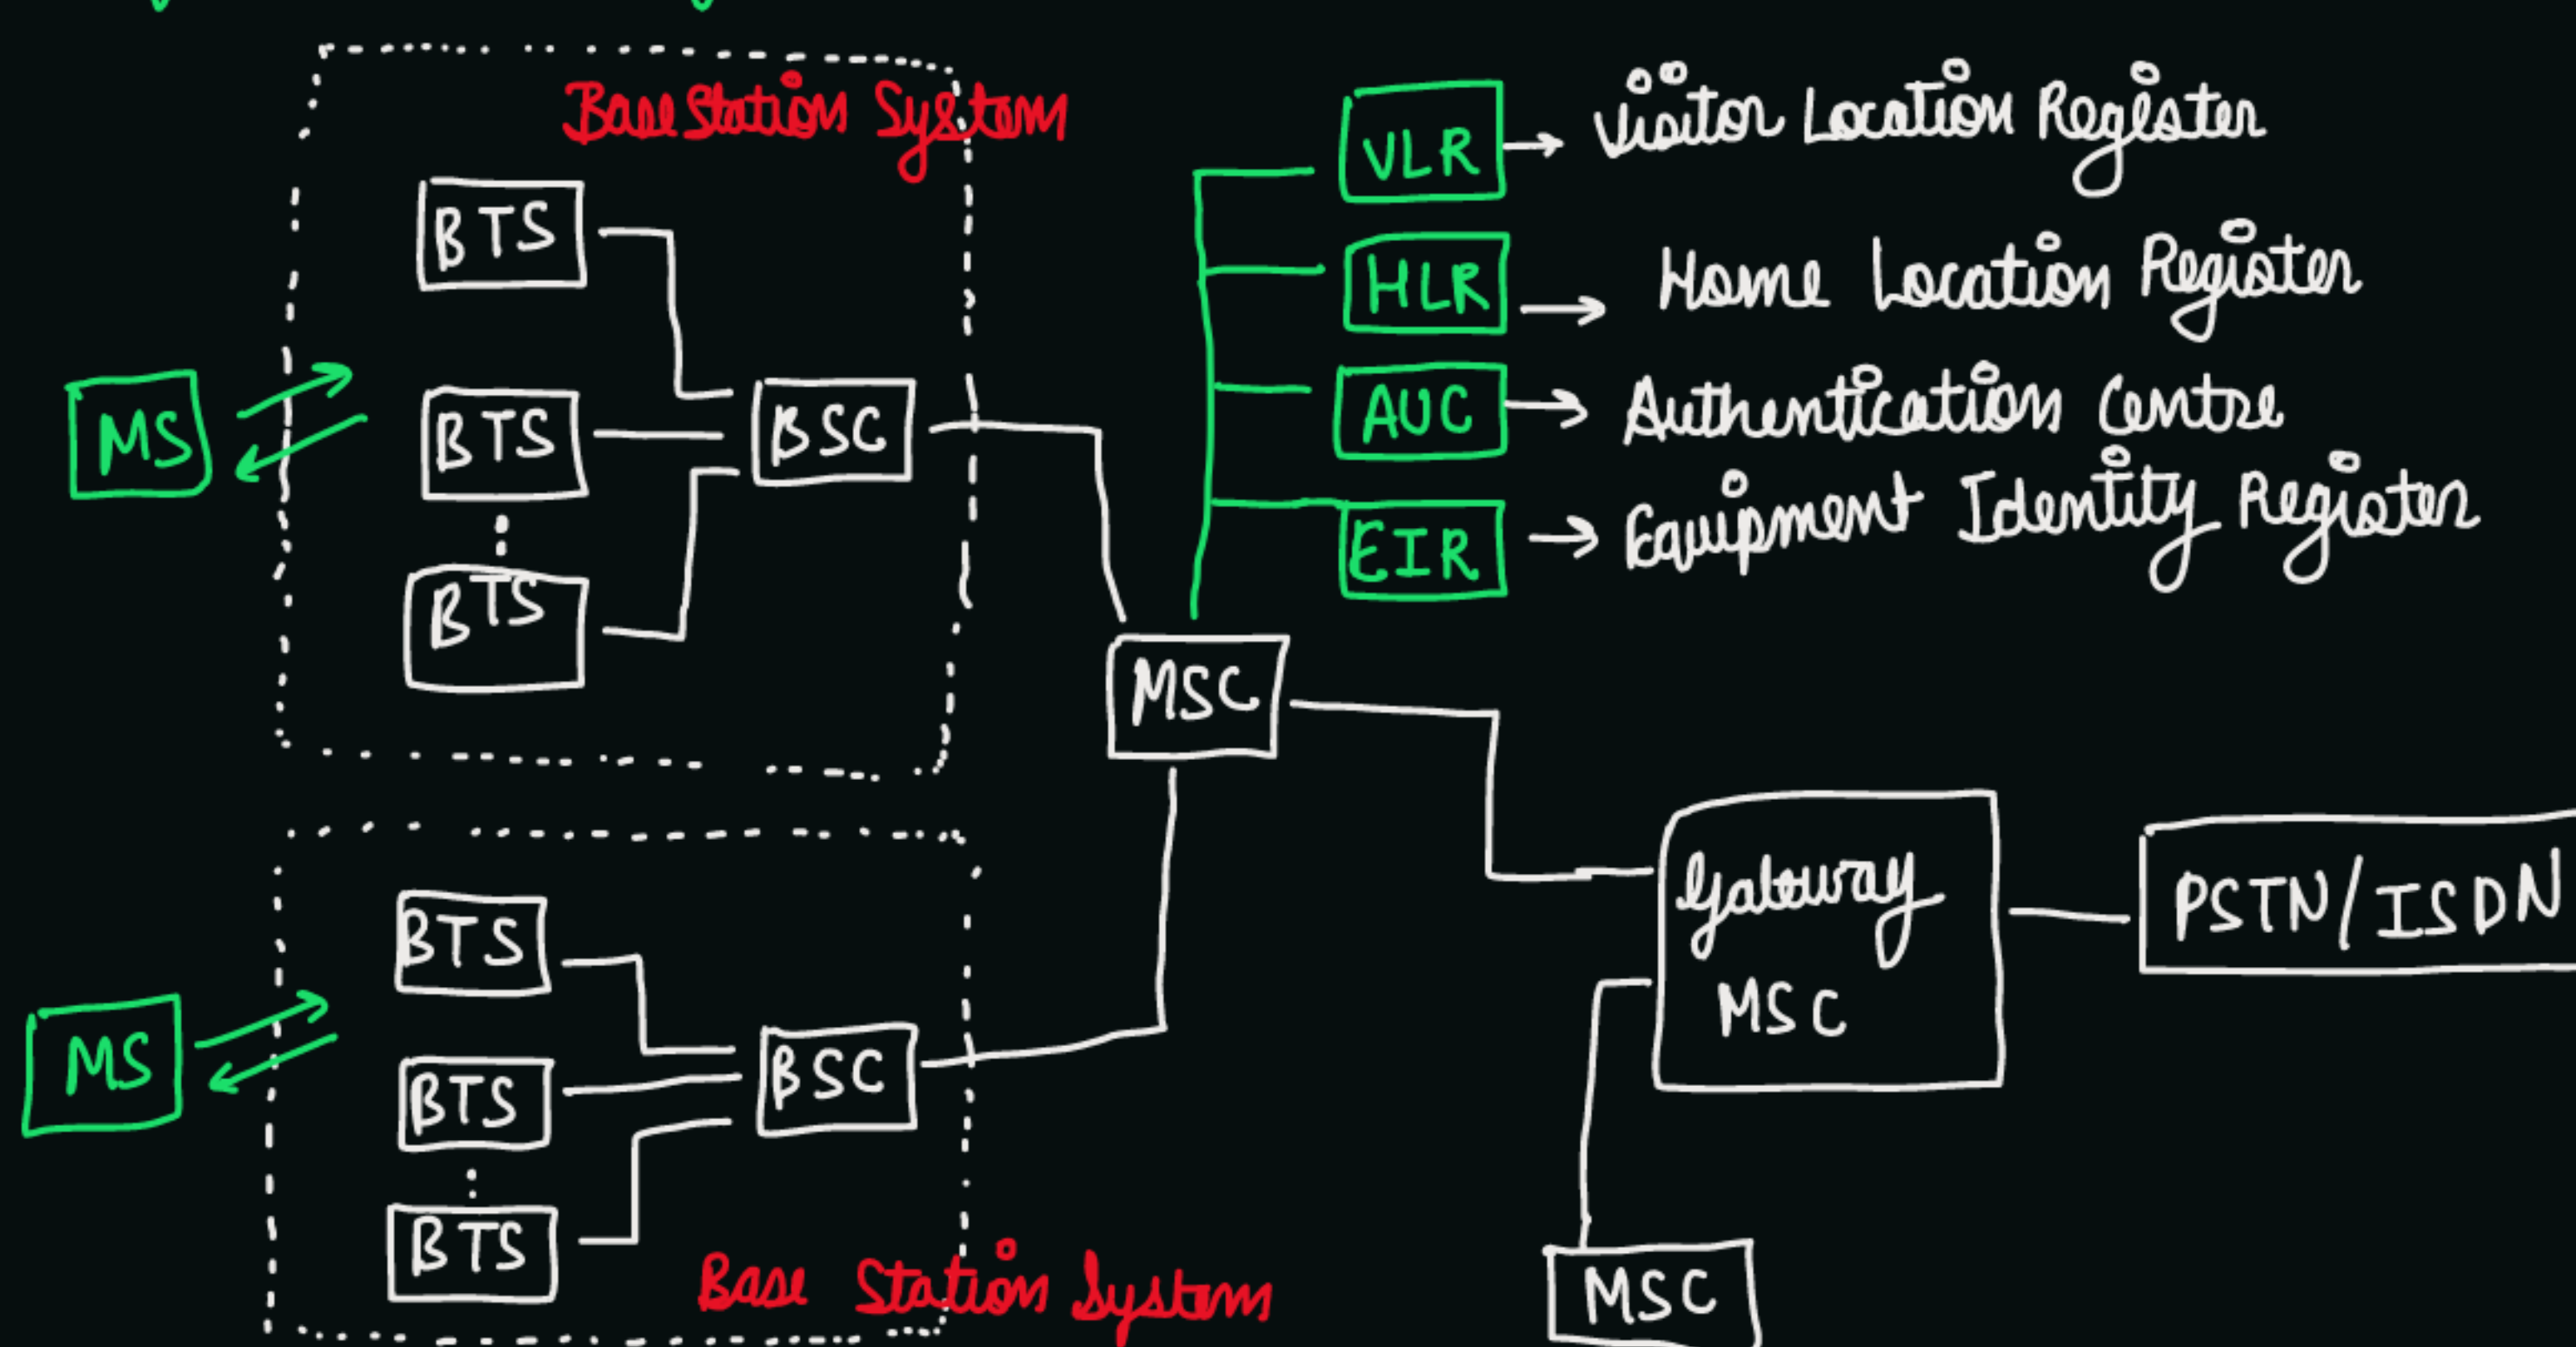 Base Station System
VLR → Visitor Location Register
BTS
HLR → Home Location Register
MS
BTS
BSC
AUC → Authentication Centre
EIR → Equipment Identity Register
BTS
MSC
Gateway
MSC
PSTN/ISDN
BTS
MS
BTS
BSC
BTS
Base Station System
MSC